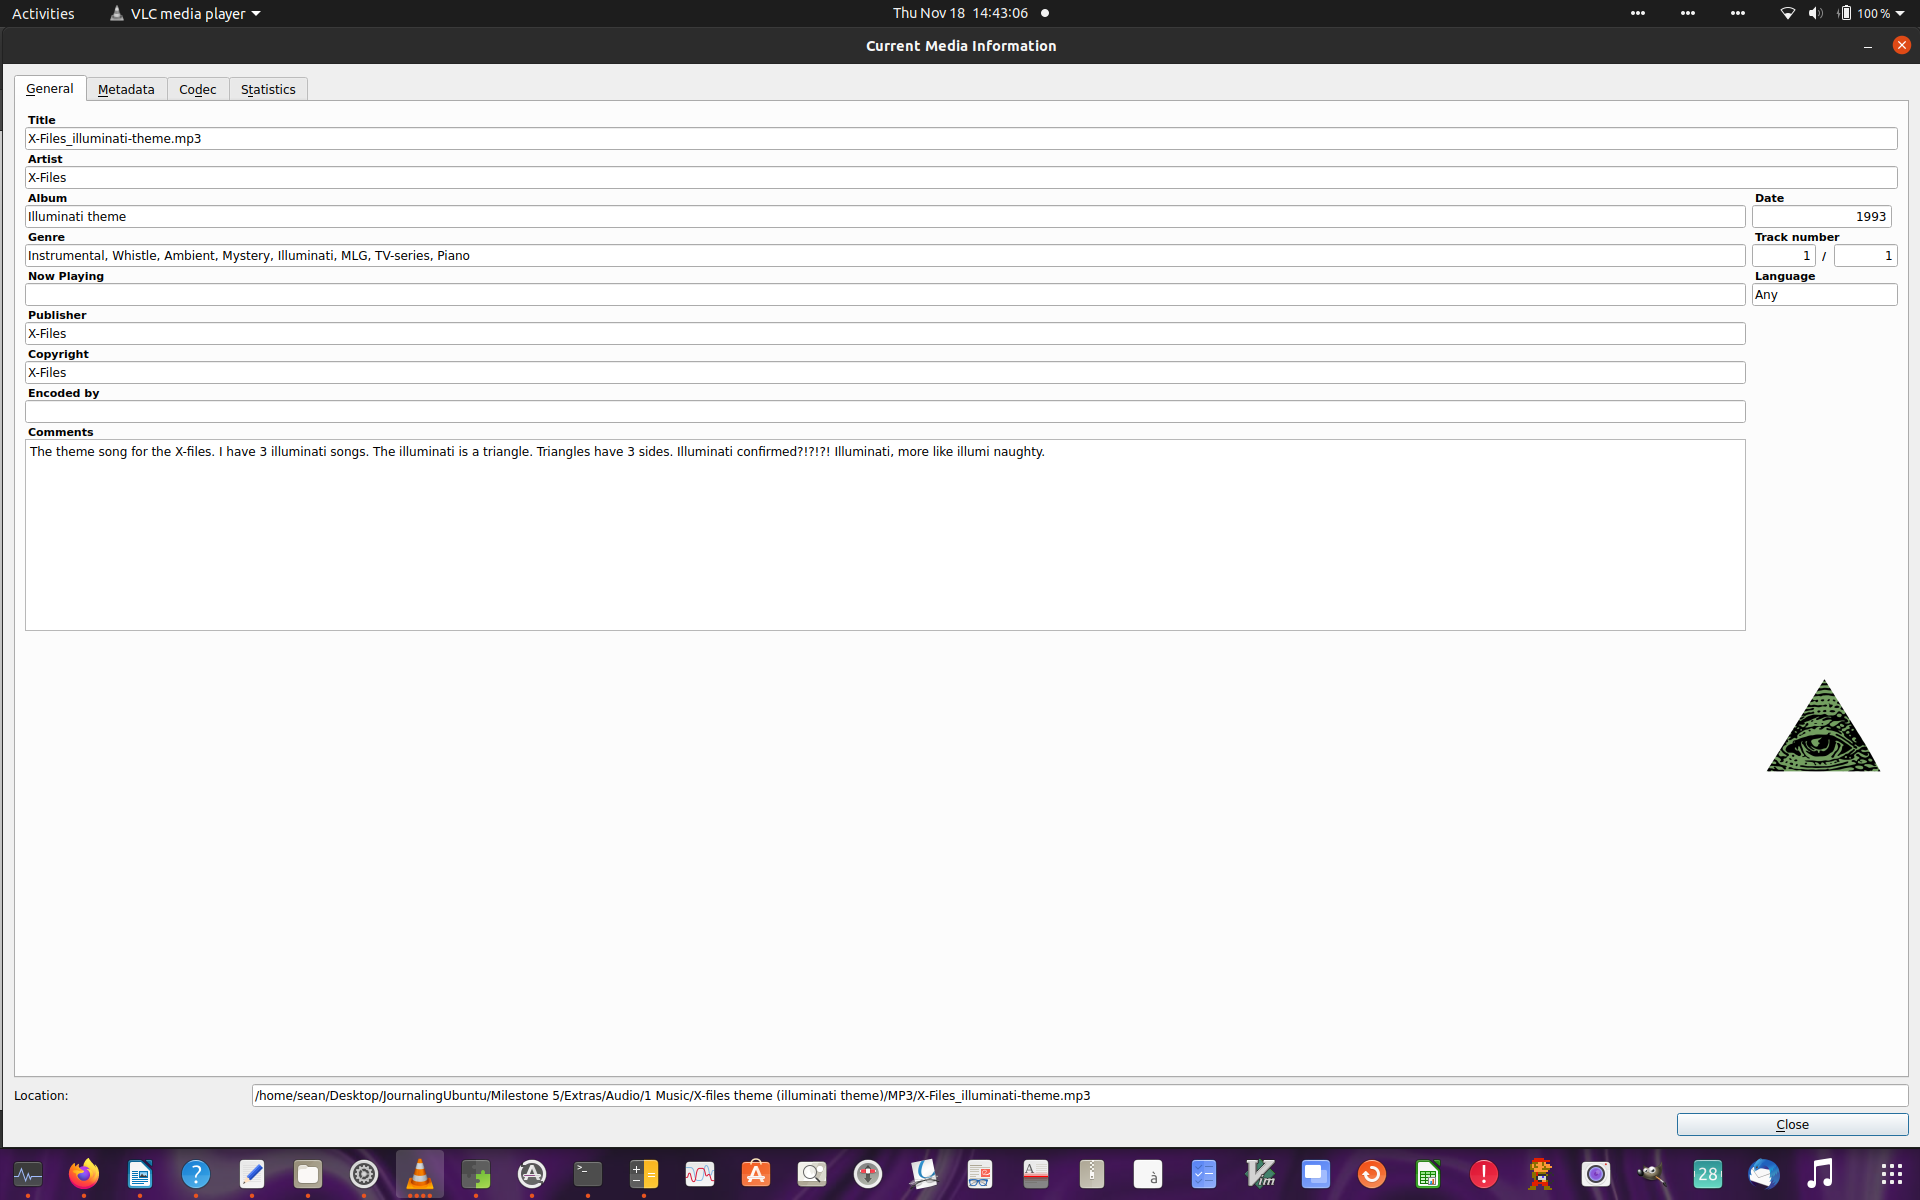 Activities
VLC media player
Thu Nov 18 14:43:06
100 %
Current Media Information
General
Metadata
Codec
Statistics
Title
X-Files_illuminati-theme.mp3
Artist
X-Files
Album
Date
Illuminati theme
1993
Genre
Track number
Instrumental, Whistle, Ambient, Mystery, Illuminati, MLG, TV-series, Piano
1 / 1
Now Playing
Language
Any
Publisher
X-Files
Copyright
X-Files
Encoded by
Comments
The theme song for the X-files. I have 3 illuminati songs. The illuminati is a triangle. Triangles have 3 sides. Illuminati confirmed?!?!?! Illuminati, more like illumi naughty.
Location:
/home/sean/Desktop/JournalingUbuntu/Milestone 5/Extras/Audio/1 Music/X-files theme (illuminati theme)/MP3/X-Files_illuminati-theme.mp3
Close
28